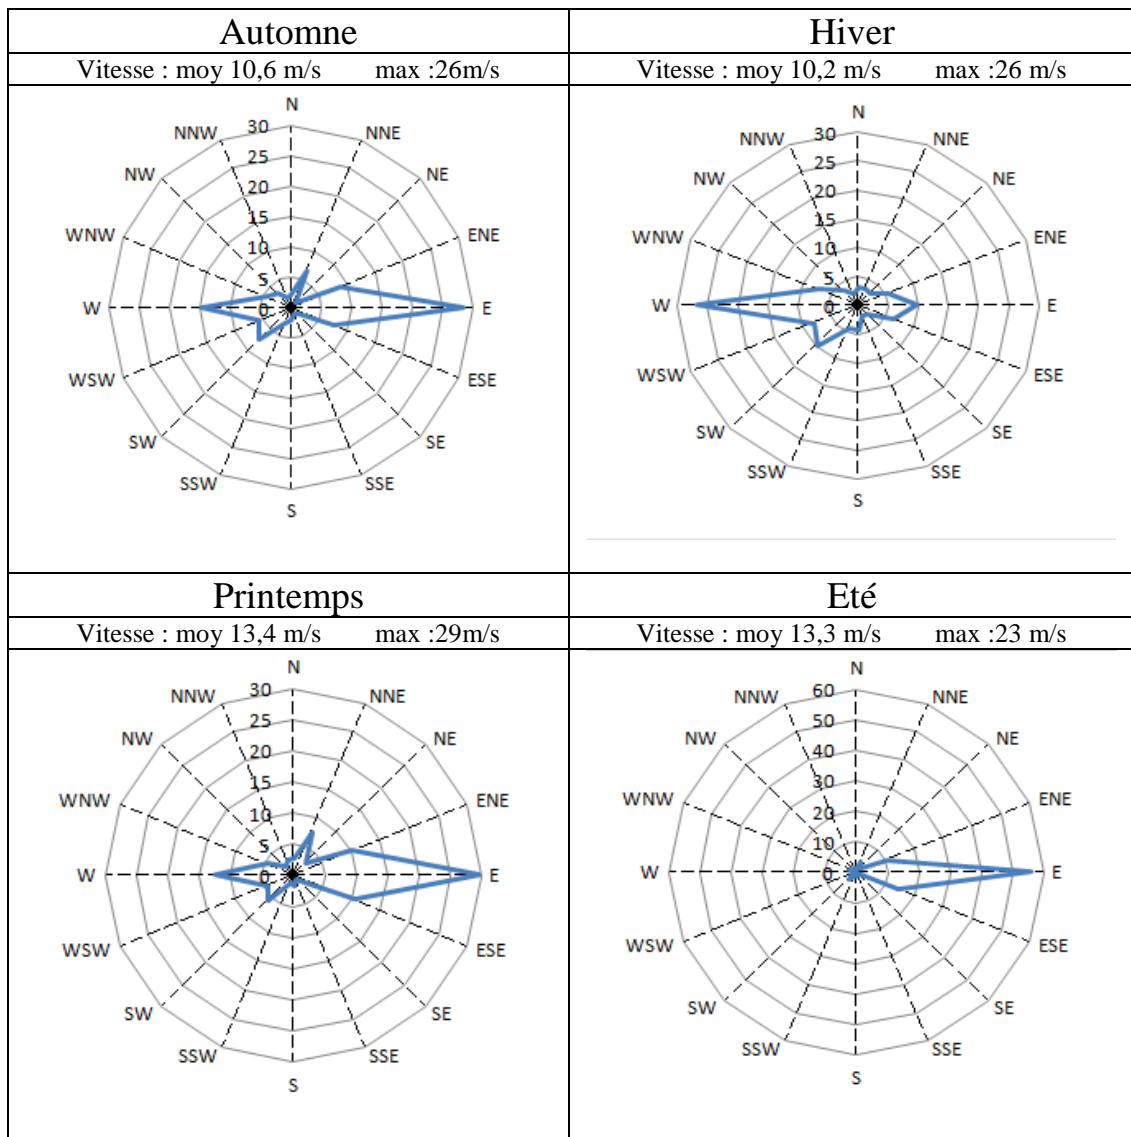 Automne
Vitesse : moy 10,6 m/s max :26m/s
N
NNW 30 NNE
25
NW 20 NE
15
WNW 10 ENE
5
W 0 E
WSW ESE
SW SE
SSW SSE
S
Hiver
Vitesse : moy 10,2 m/s max :26 m/s
N
NNW 30 NNE
25
NW 20 NE
15
WNW 10 ENE
5
W 0 E
WSW ESE
SW SE
SSW SSE
S
Printemps
Vitesse : moy 13,4 m/s max :29m/s
N
NNW 30 NNE
25
NW 20 NE
15
WNW 10 ENE
5
W 0 E
WSW ESE
SW SE
SSW SSE
S
Eté
Vitesse : moy 13,3 m/s max :23 m/s
N
NNW 60 NNE
50
NW 40 NE
30
WNW 20 ENE
10
W 0 E
WSW ESE
SW SE
SSW SSE
S